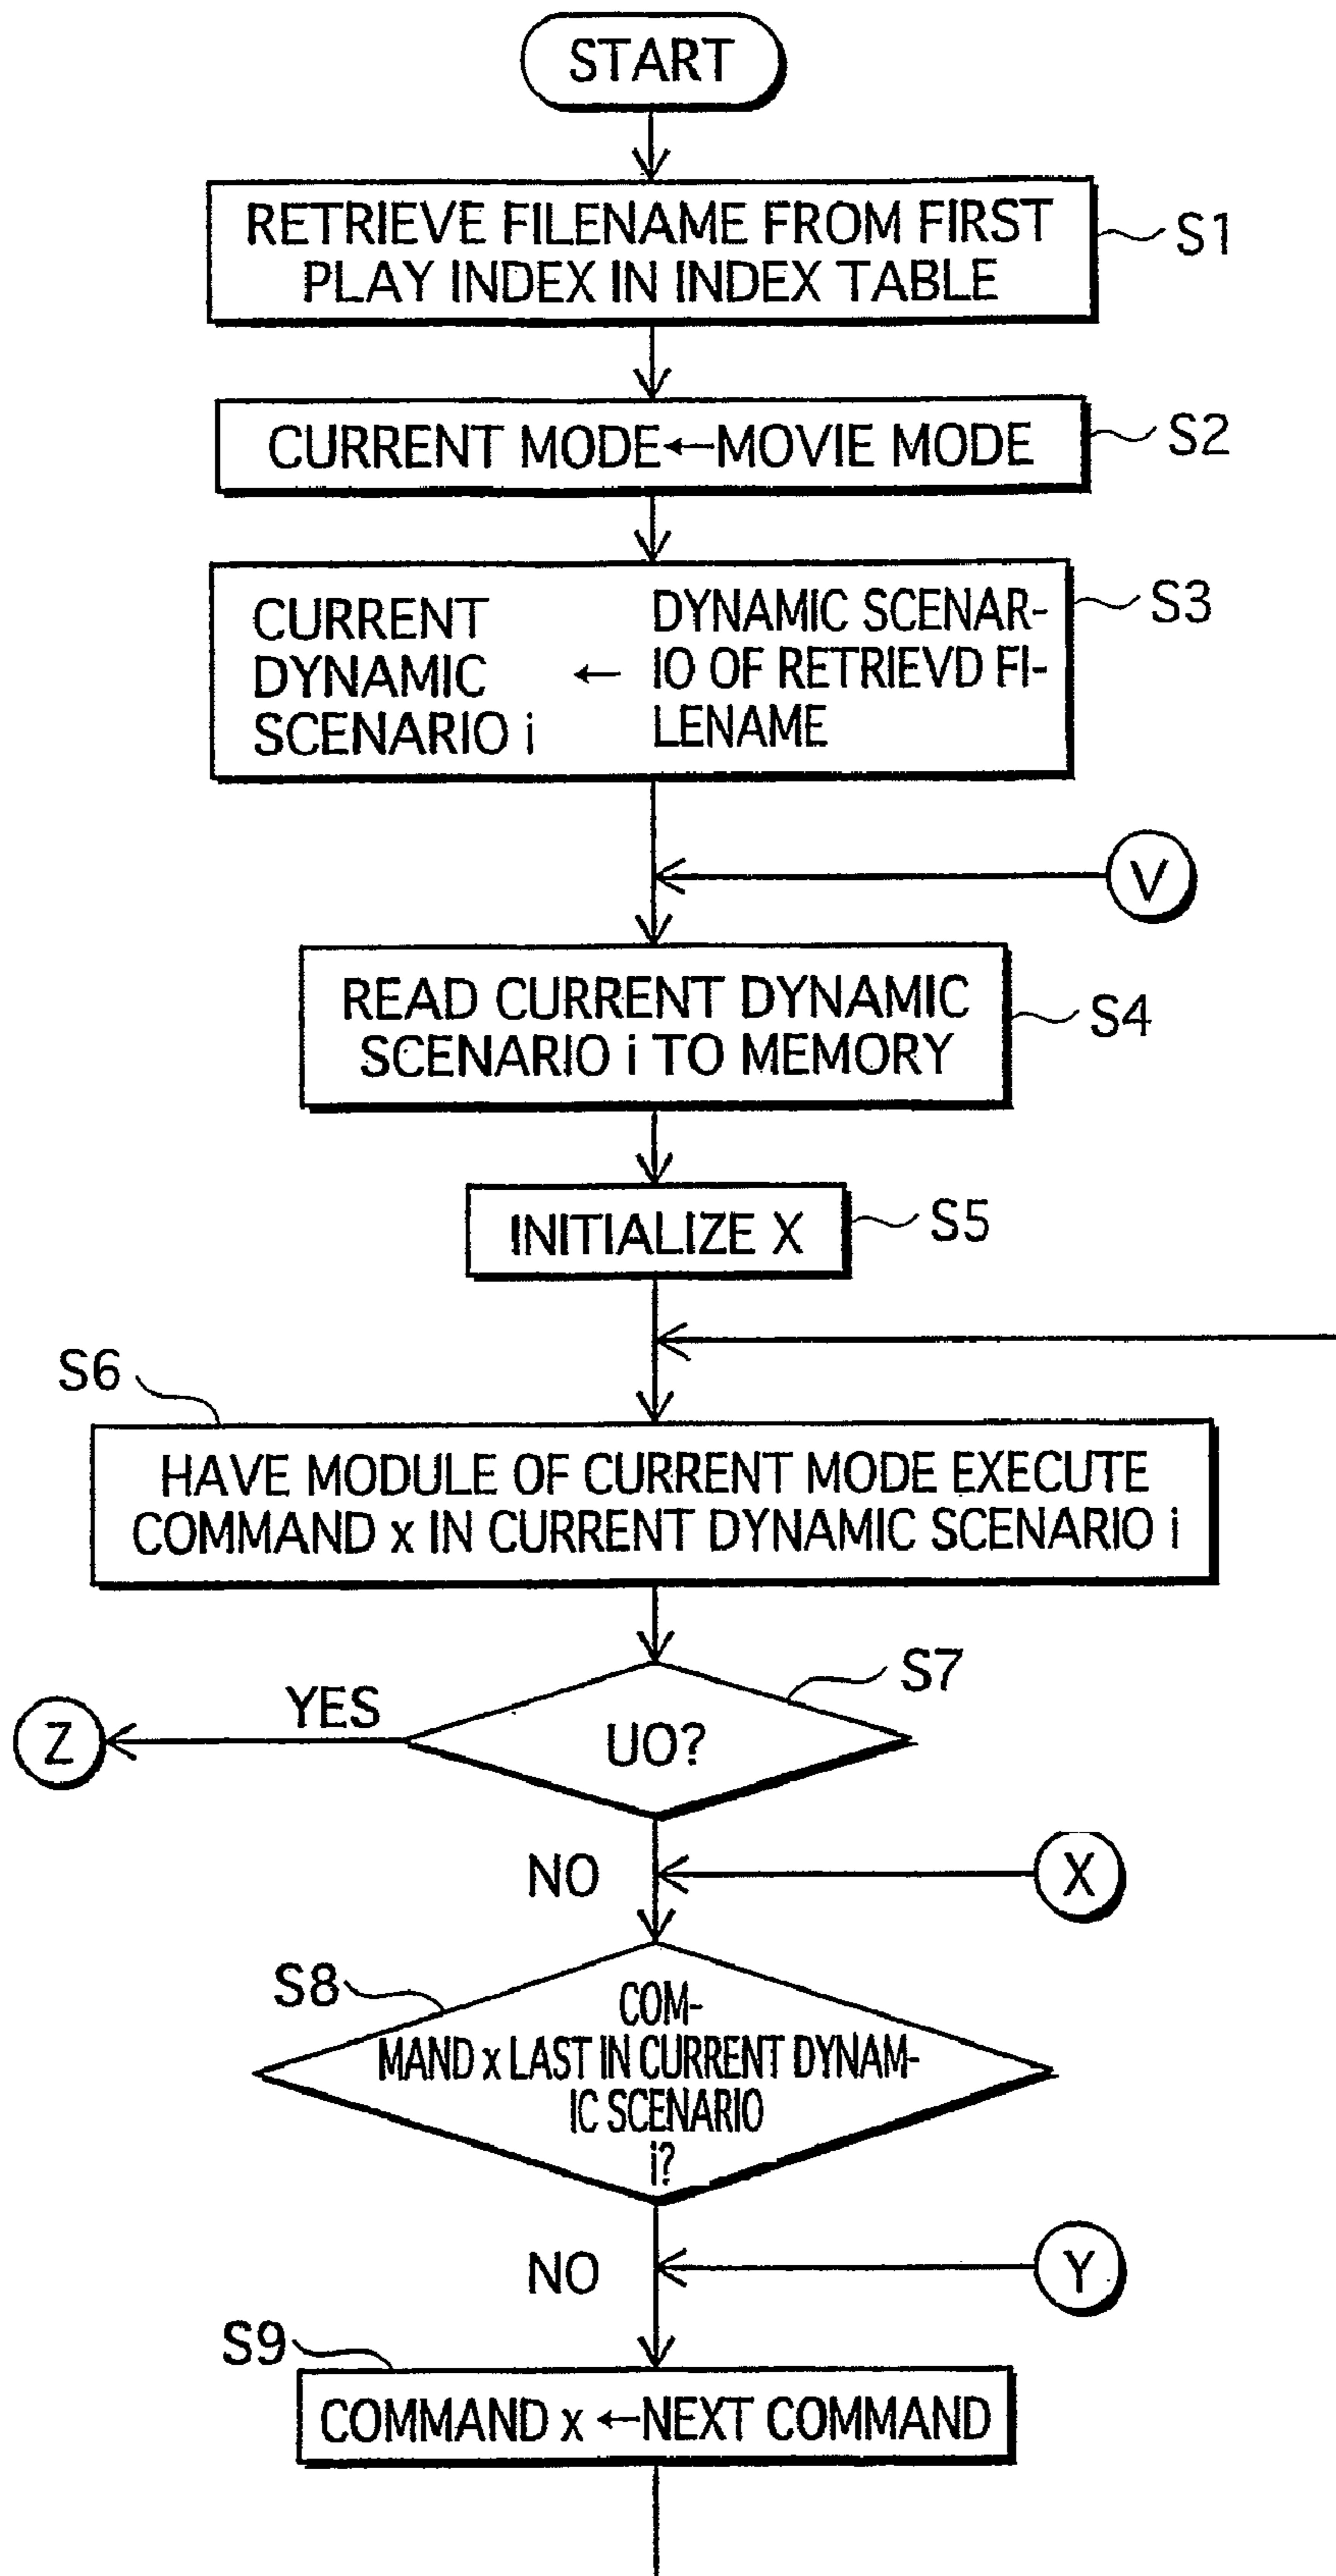 START
RETRIEVE FILENAME FROM FIRST
PLAY INDEX IN INDEX TABLE
S1
CURRENT MODE←MOVIE MODE
S2
CURRENT
DYNAMIC
SCENARIO i
←
DYNAMIC SCENAR-
IO OF RETRIEVD FI-
LENAME
S3
V
READ CURRENT DYNAMIC
SCENARIO i TO MEMORY
S4
INITIALIZE X
S5
S6
HAVE MODULE OF CURRENT MODE EXECUTE
COMMAND x IN CURRENT DYNAMIC SCENARIO i
S7
YES
Z
UO?
NO
X
S8
COM-
MAND x LAST IN CURRENT DYNAM-
IC SCENARIO
i?
NO
Y
S9
COMMAND x ←NEXT COMMAND